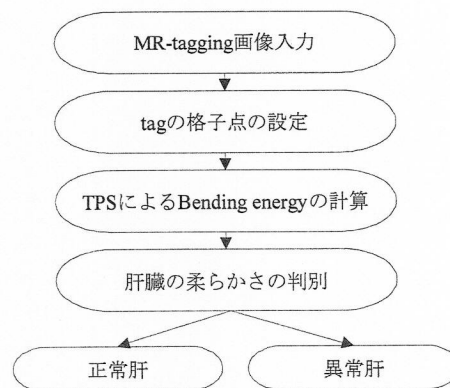 MR-tagging画像入力
tagの格子点の設定
TPSによるBending energyの計算
肝臓の柔らかさの判別
正常肝
異常肝